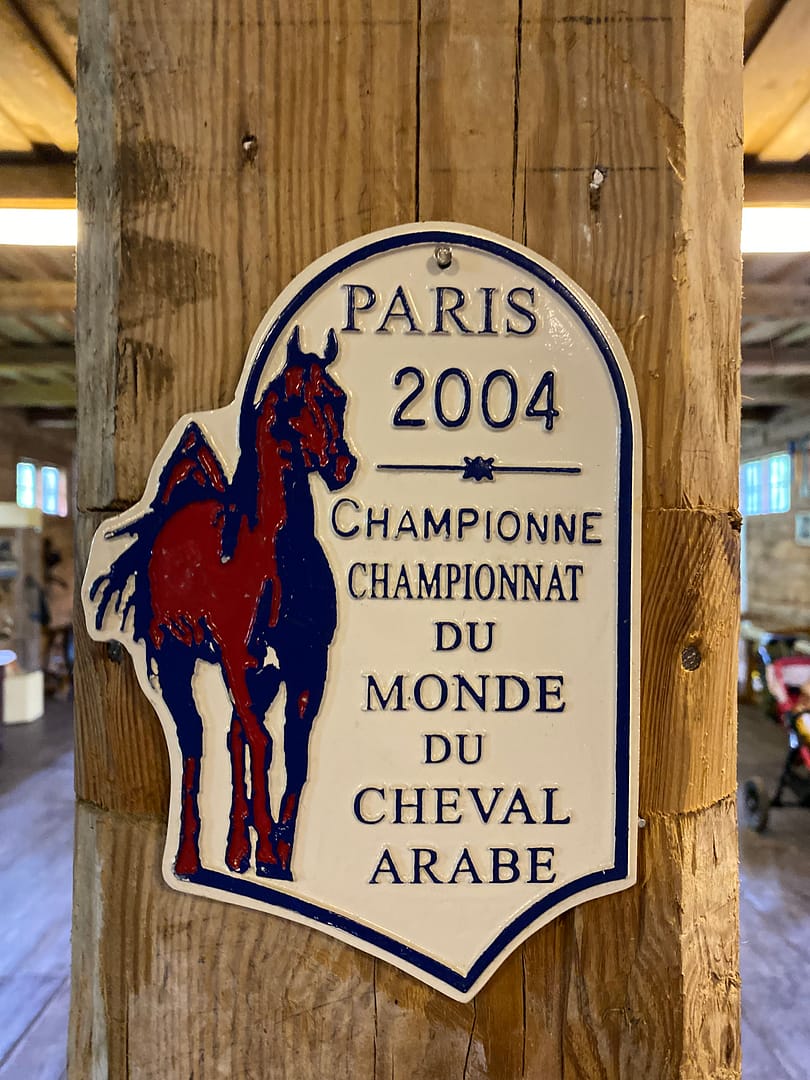 PARIS
2004
CHAMPIONNE
CHAMPIONNAT
DU
MONDE
DU
CHEVAL
ARABE